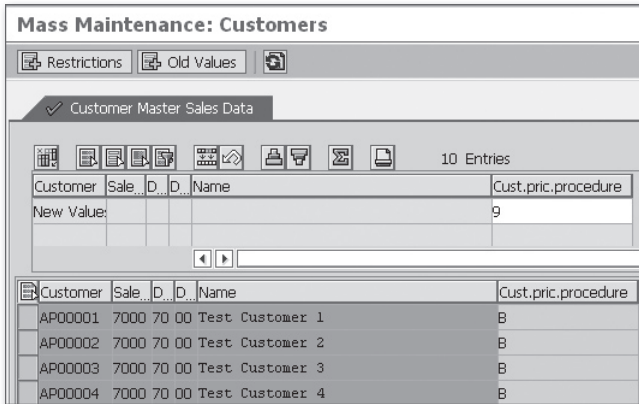 Mass Maintenance: Customers
Restrictions Old Values
Customer Master Sales Data
10 Entries
Customer Sale... D... D... Name Cust.pric.procedure
New Value: 9
Customer Sale... D... D... Name Cust.pric.procedure
AP00001 7000 70 00 Test Customer 1 B
AP00002 7000 70 00 Test Customer 2 B
AP00003 7000 70 00 Test Customer 3 B
AP00004 7000 70 00 Test Customer 4 B